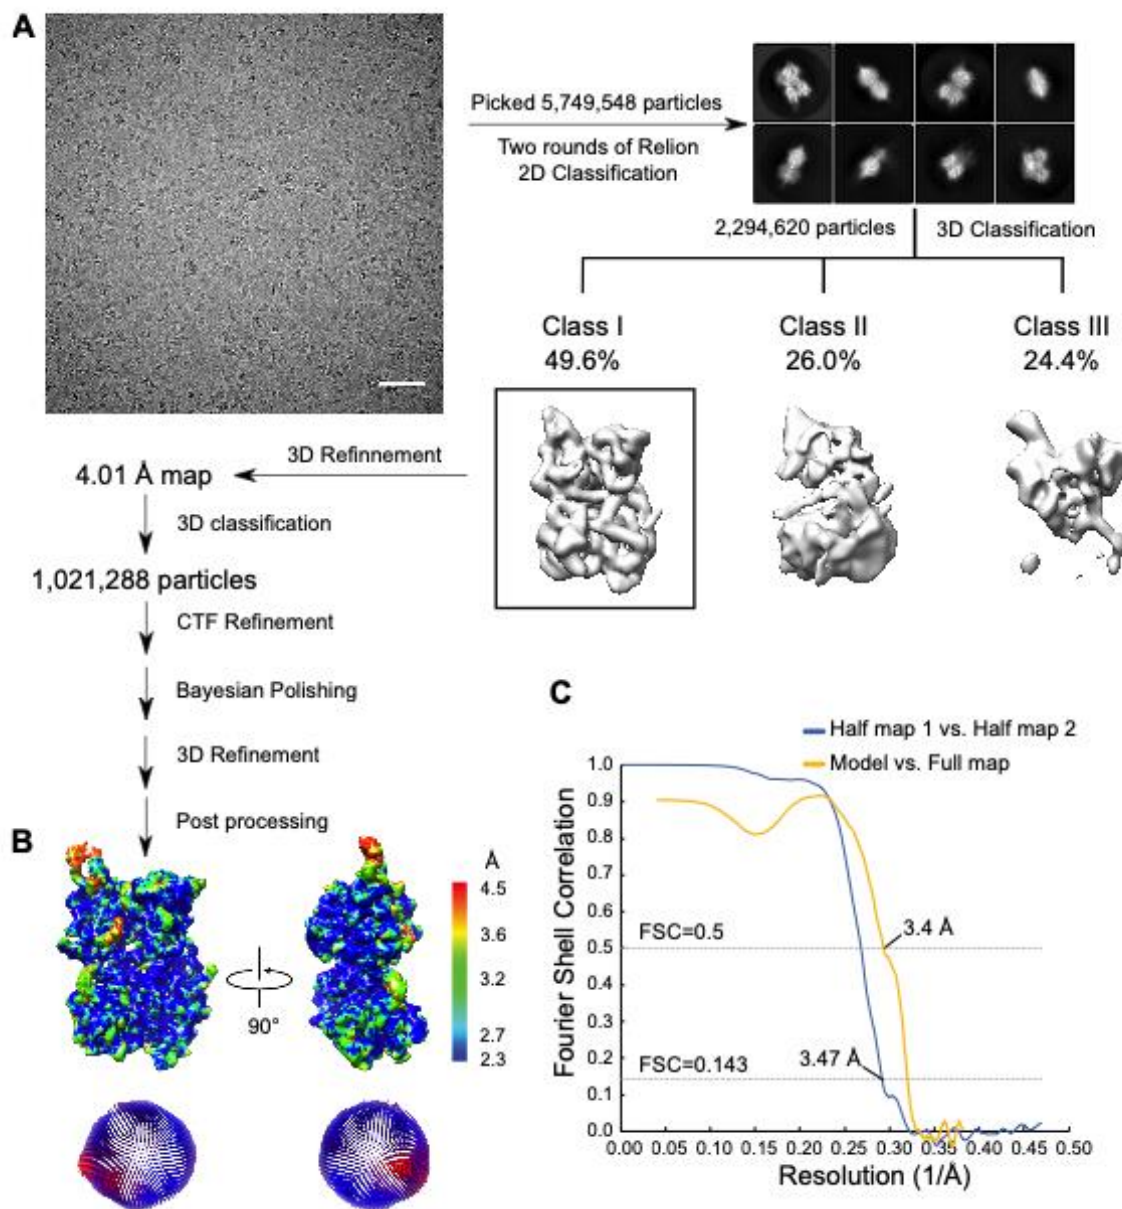 A
Picked 5,749,548 particles
Two rounds of Relion
2D Classification
2,294,620 particles
3D Classification
Class I
49.6%
Class II
26.0%
Class III
24.4%
3D Refinnement
4.01 Å map
3D classification
1,021,288 particles
CTF Refinement
Bayesian Polishing
3D Refinement
Post processing
B
Å
4.5
3.6
3.2
2.7
2.3
90°
C
Half map 1 vs. Half map 2
Model vs. Full map
Fourier Shell Correlation
1.0
0.9
0.8
0.7
0.6
0.5
0.4
0.3
0.2
0.1
0.0
FSC=0.5
3.4 Å
FSC=0.143
3.47 Å
0.00 0.05 0.10 0.15 0.20 0.25 0.30 0.35 0.40 0.45 0.50
Resolution (1/Å)